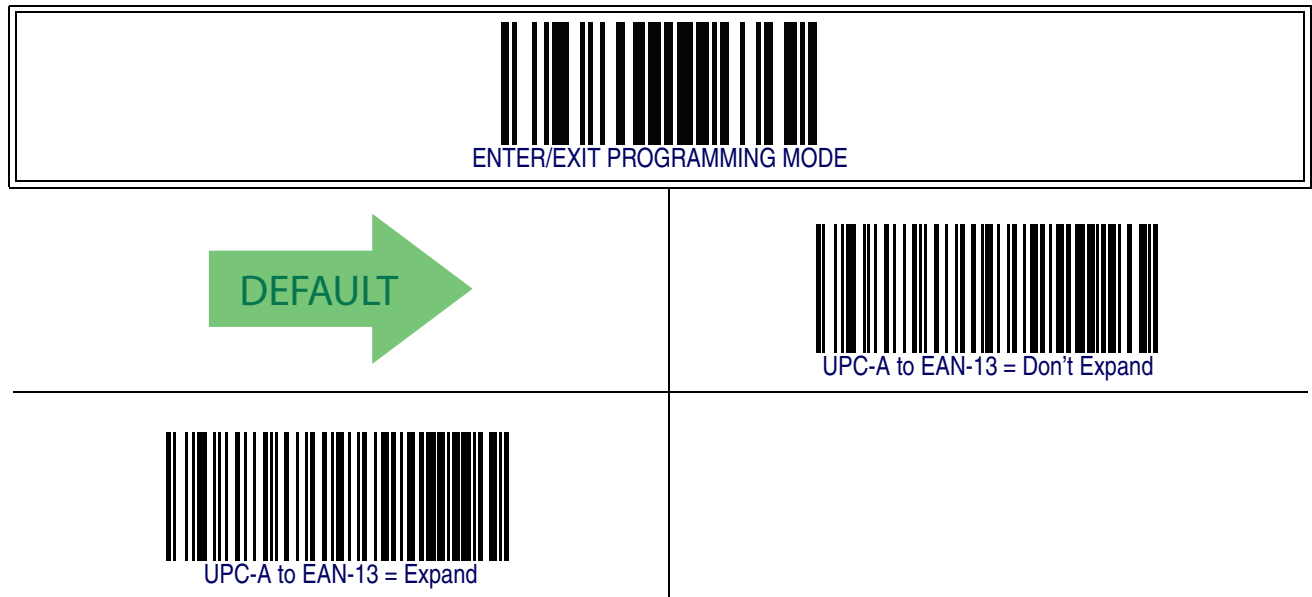 ENTER/EXIT PROGRAMMING MODE
DEFAULT
UPC-A to EAN-13 = Don't Expand
UPC-A to EAN-13 = Expand